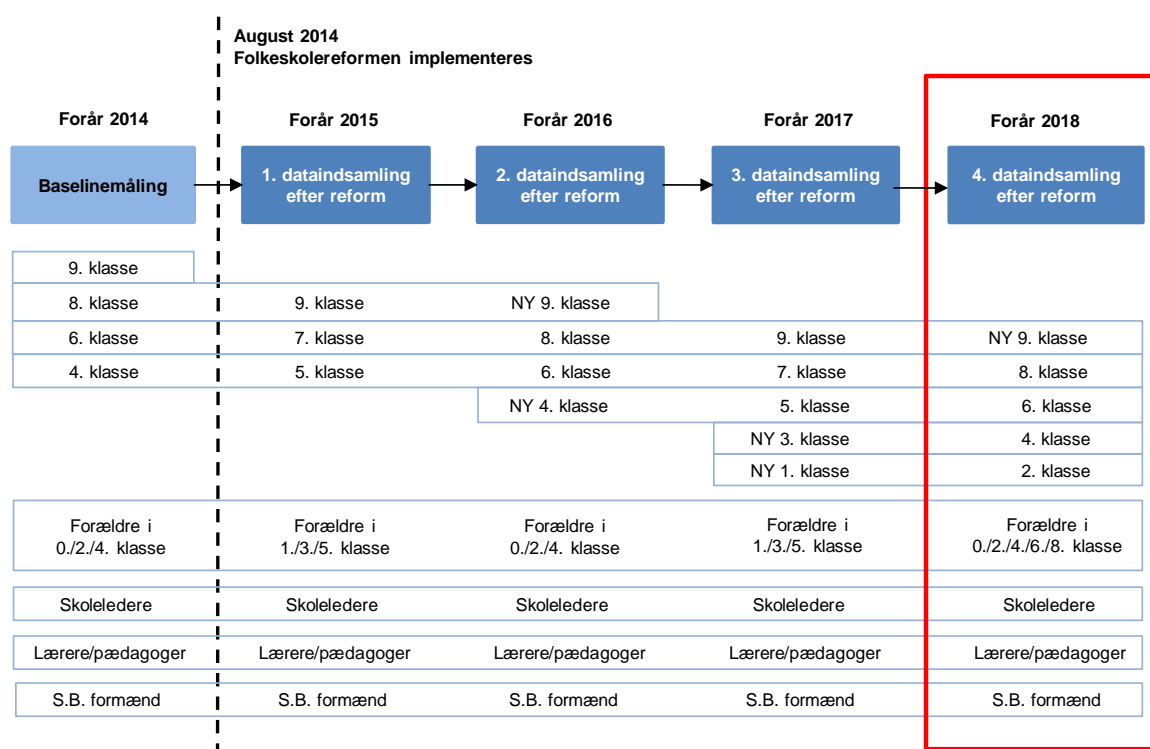 August 2014
Folkeskolereformen implementeres
Forår 2014
Forår 2015
Forår 2016
Forår 2017
Forår 2018
Baselinemåling
1. dataindsamling
efter reform
2. dataindsamling
efter reform
3. dataindsamling
efter reform
4. dataindsamling
efter reform
9. klasse
8. klasse
9. klasse
NY 9. klasse
6. klasse
7. klasse
8. klasse
9. klasse
NY 9. klasse
4. klasse
5. klasse
6. klasse
7. klasse
8. klasse
NY 4. klasse
5. klasse
6. klasse
NY 3. klasse
4. klasse
NY 1. klasse
2. klasse
Forældre i
0./2./4. klasse
Forældre i
1./3./5. klasse
Forældre i
0./2./4. klasse
Forældre i
1./3./5. klasse
Forældre i
0./2./4./6./8. klasse
Skoleledere
Skoleledere
Skoleledere
Skoleledere
Skoleledere
Lærere/pædagoger
Lærere/pædagoger
Lærere/pædagoger
Lærere/pædagoger
Lærere/pædagoger
S.B. formænd
S.B. formænd
S.B. formænd
S.B. formænd
S.B. formænd